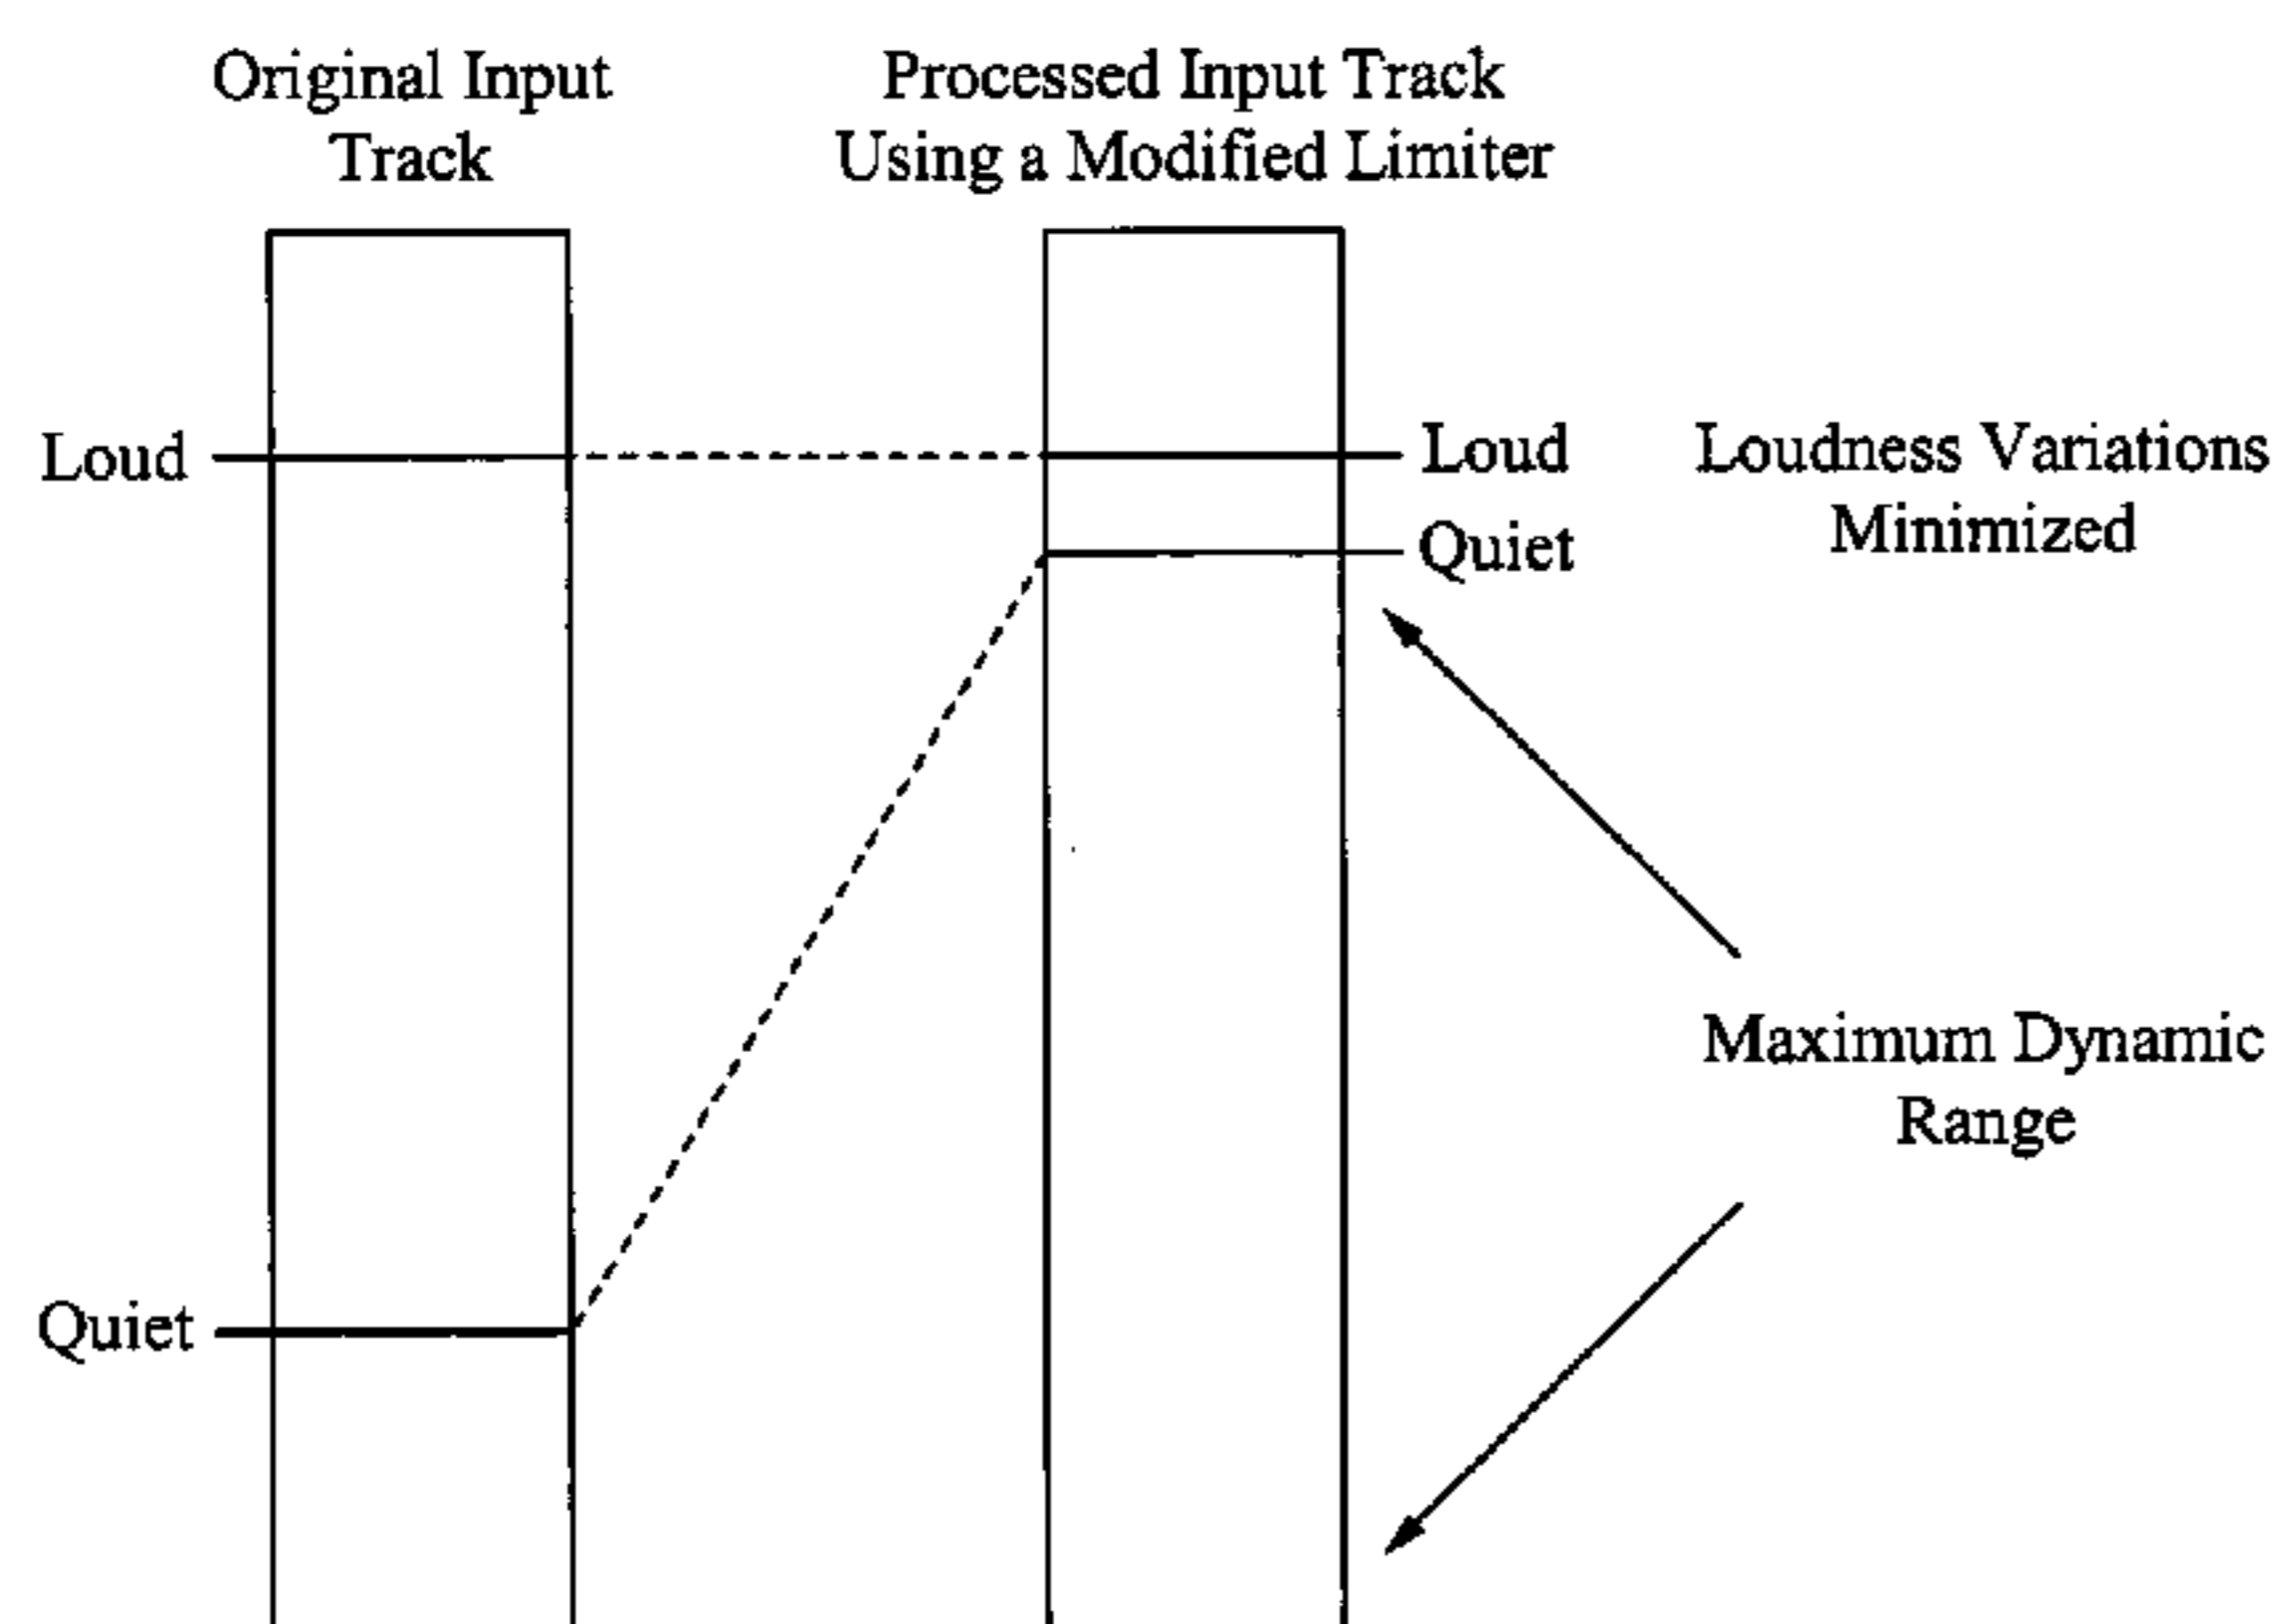 Original Input
Track
Processed Input Track
Using a Modified Limiter
Loud
Loud
Quiet
Loudness Variations
Minimized
Maximum Dynamic
Range
Quiet